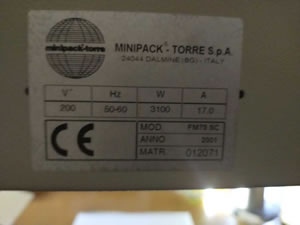 minipack-torre
MINIPACK® - TORRE S.p.A.
24044 DALMINE (BG) - ITALY
V~ Hz W A
200 50-60 3100 17.0
CE
MOD. FM75 SC
ANNO 2001
MATR. 012071